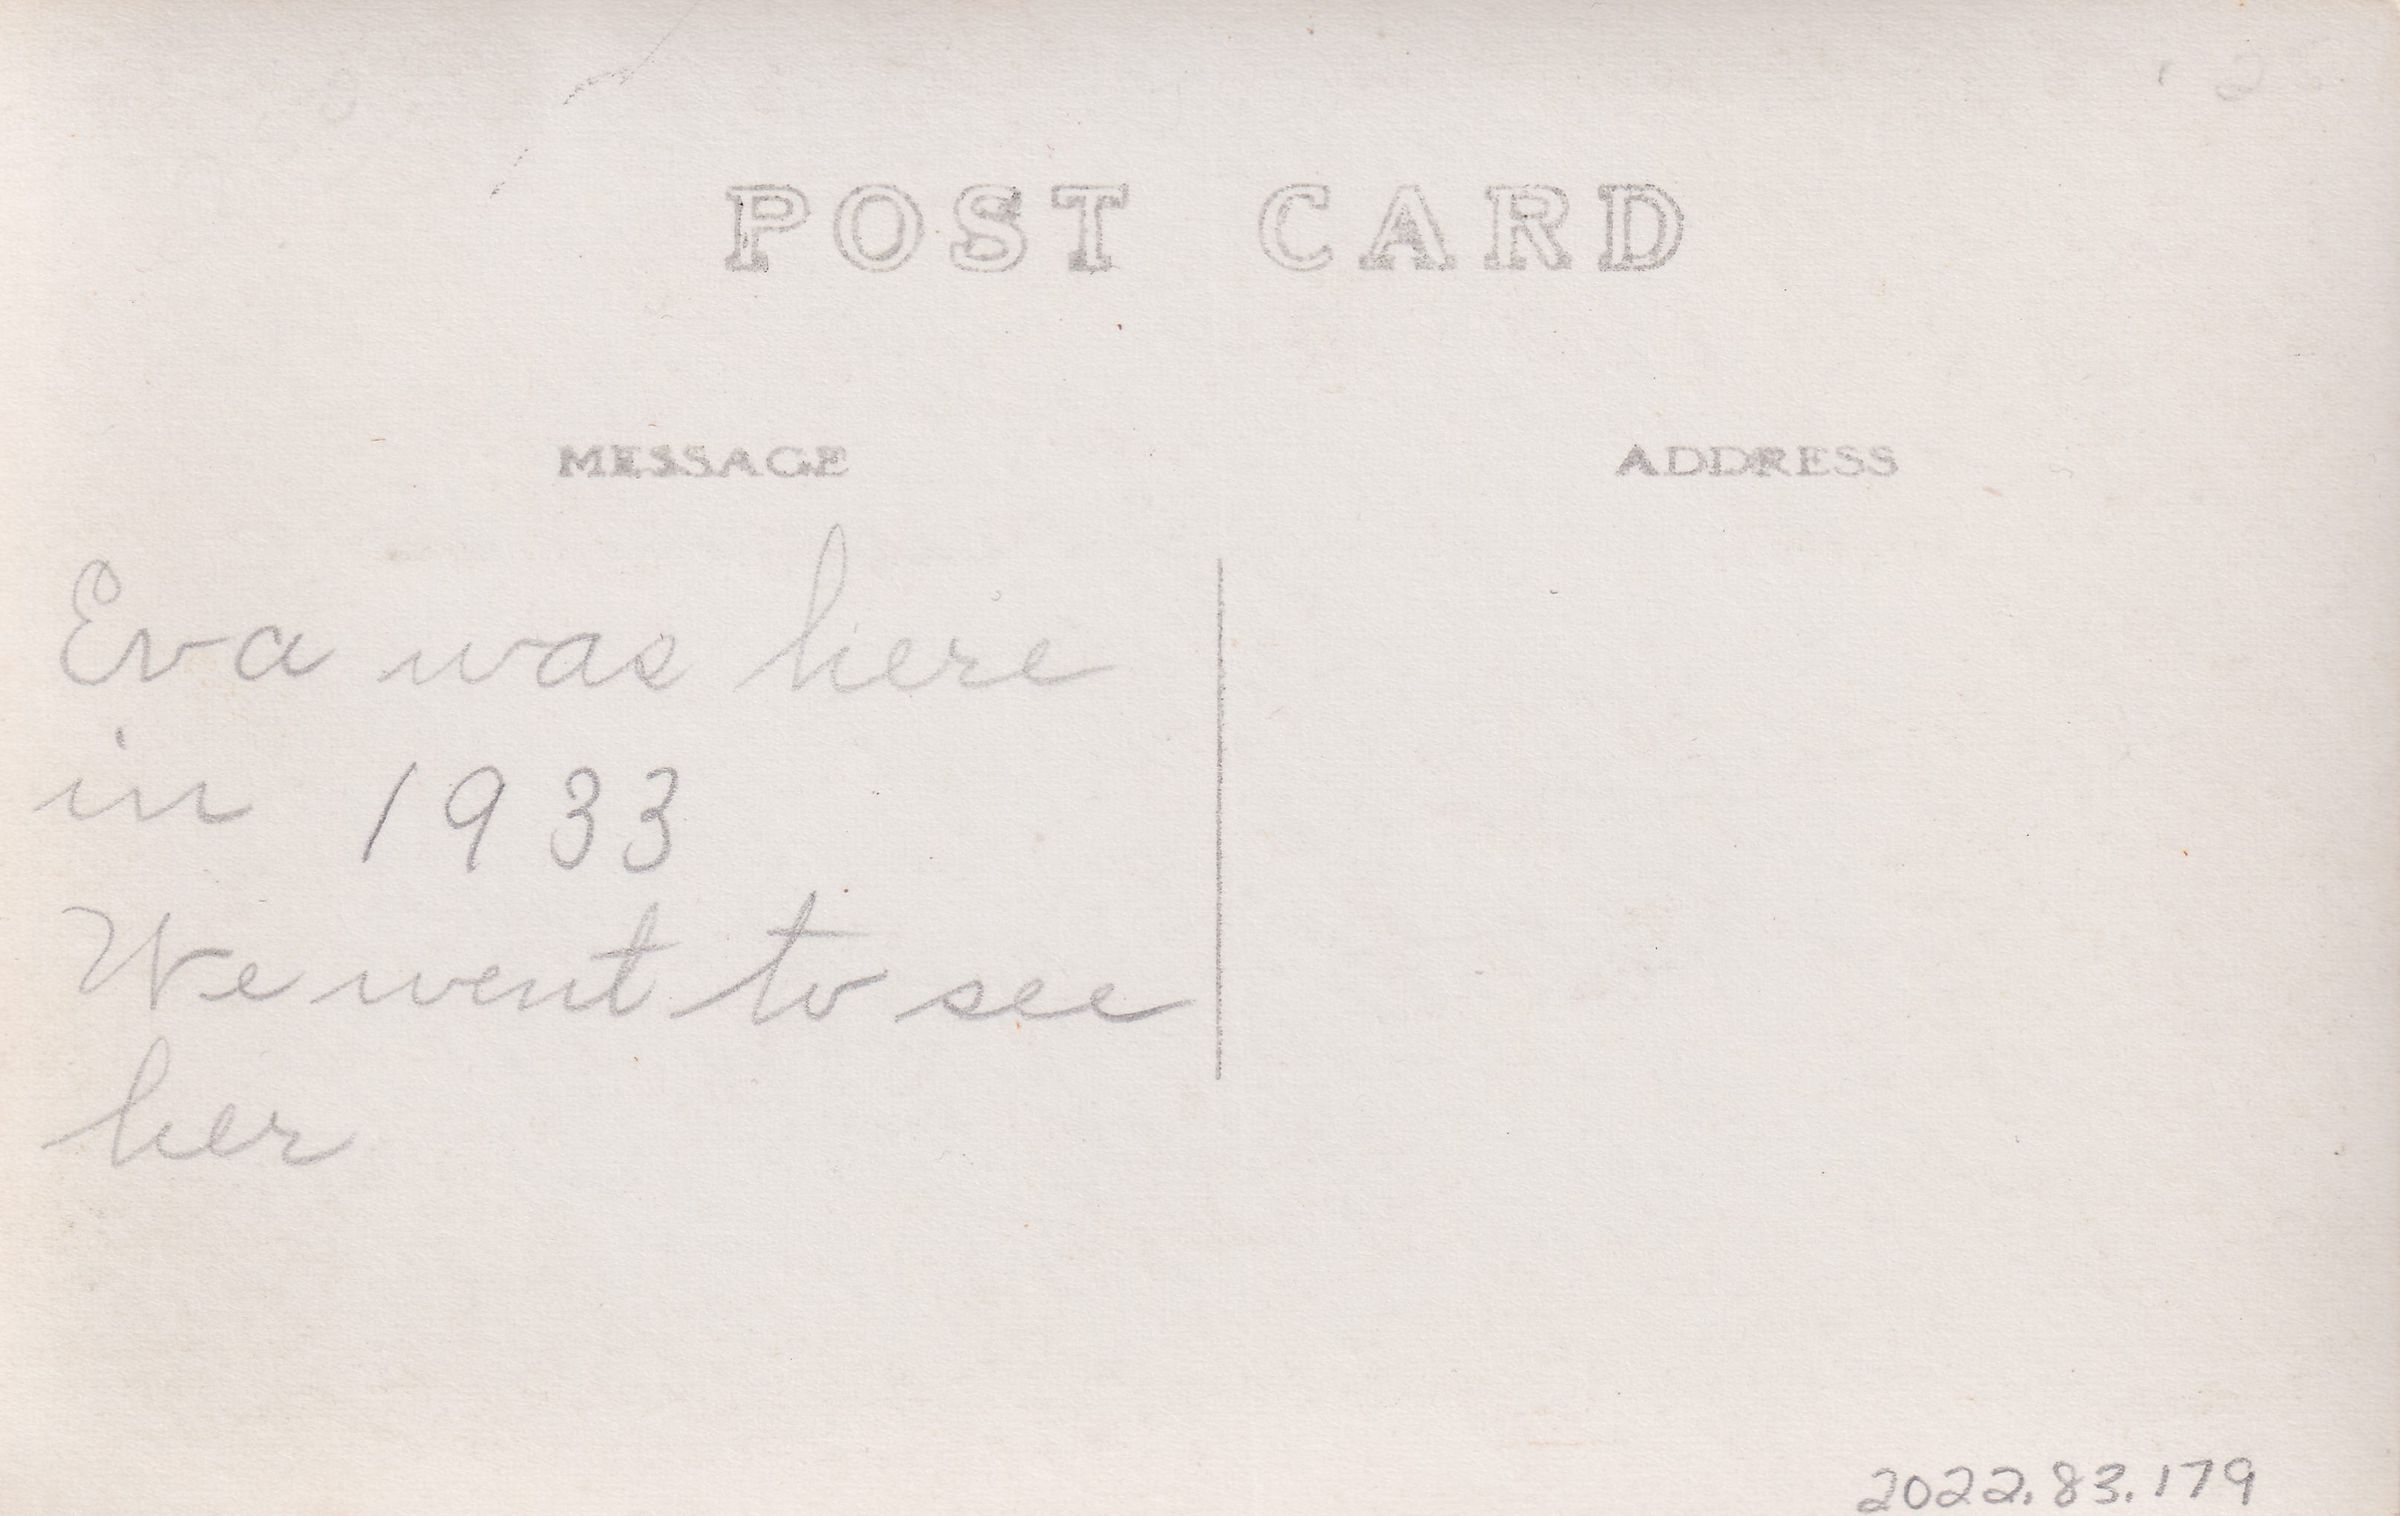 POST CARD
MESSAGE
ADDRESS
Eva was here
in 1933
We went to see
her
2022.83.179